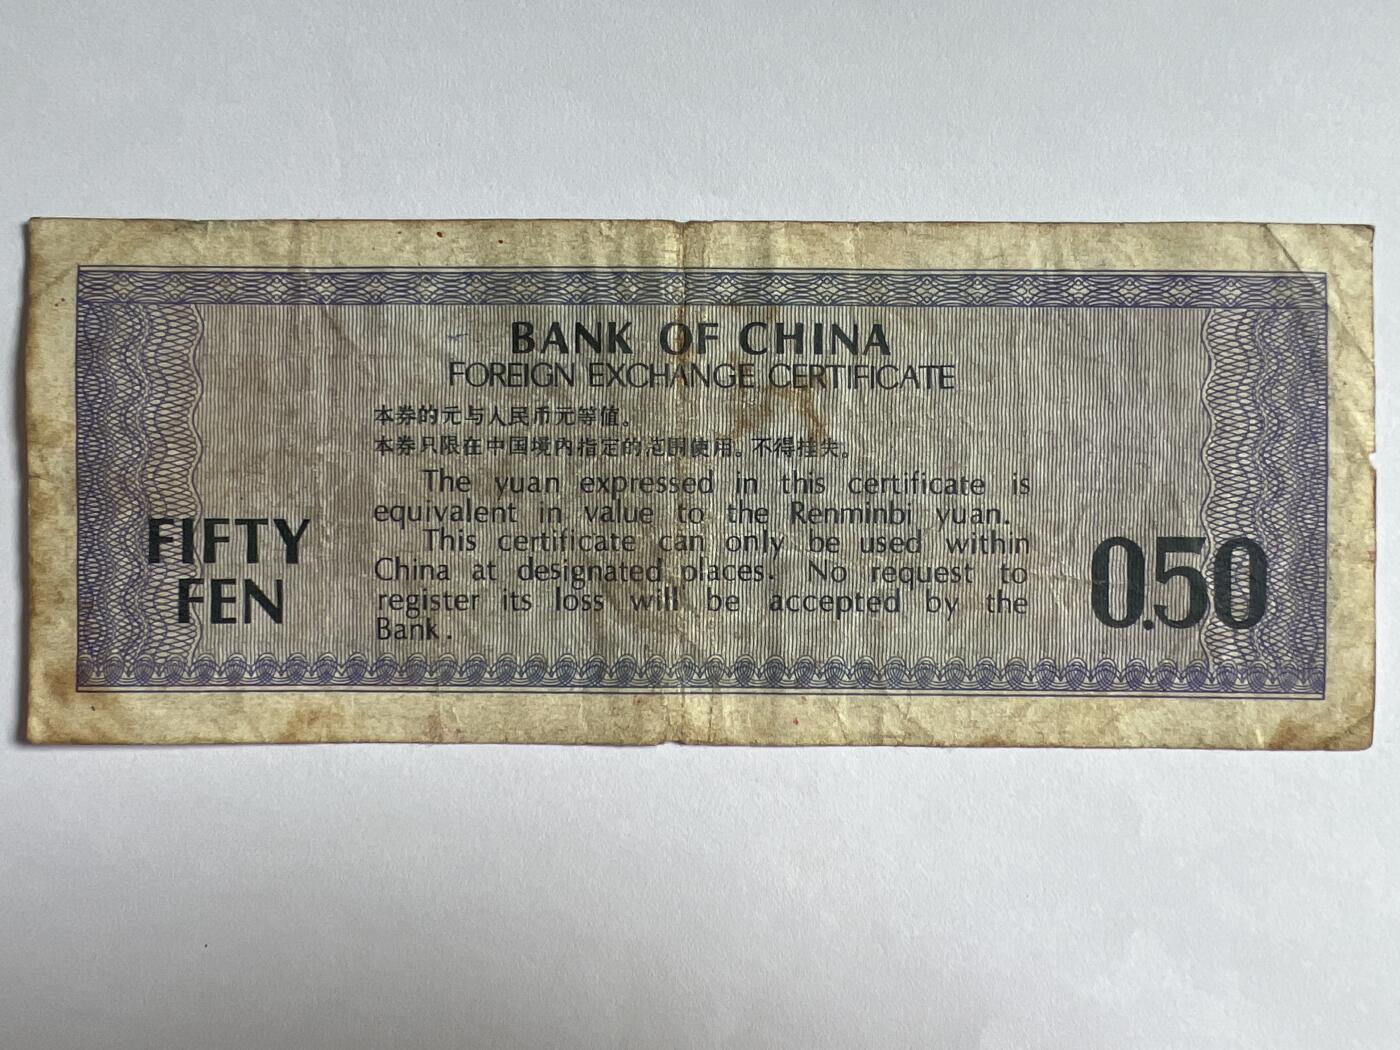 BANK OF CHINA
FOREIGN EXCHANGE CERTIFICATE
本券的元与人民币元等值。
本券只限在中国境内指定的范围使用。不得挂失。
The yuan expressed in this certificate is
equivalent in value to the Renminbi yuan.
This certificate can only be used within
China at designated places. No request to
register its loss will be accepted by the
Bank.
FIFTY
FEN
0.50